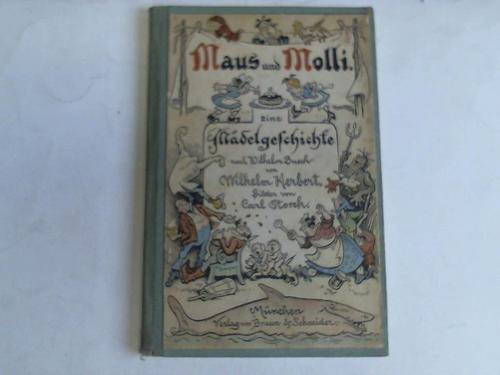 Maus und Molli.
Eine
Mädelgeschichte
nach Wilhelm Busch
von
Wilhelm Herbert.
Bilder von
Carl Storch.
München
Verlag von Braun & Schneider.